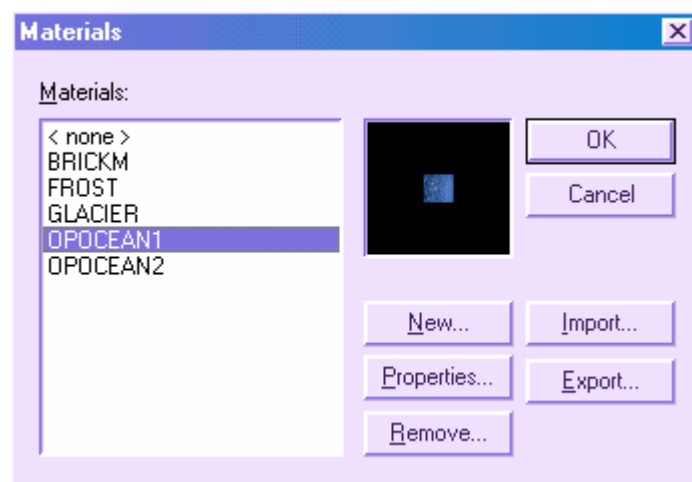 Materials
Materials:
< none >
BRICKM
FROST
GLACIER
OPOCEAN1
OPOCEAN2
OK
Cancel
New...
Import...
Properties...
Export...
Remove...